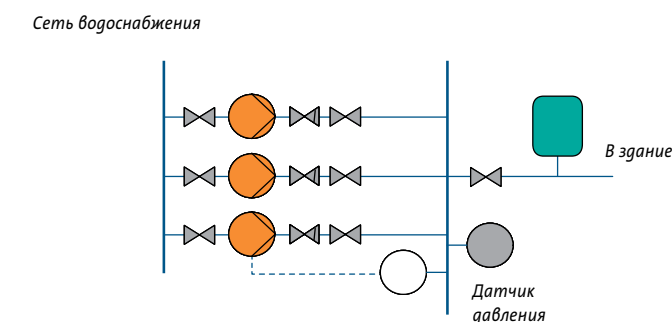 Сеть водоснабжения
В здание
Датчик
давления